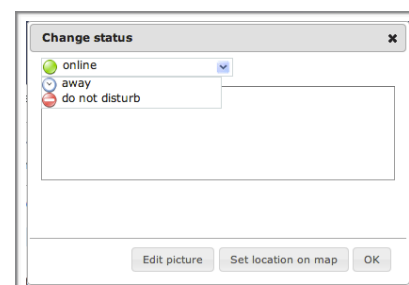 Change status
online
away
do not disturb
Edit picture Set location on map OK